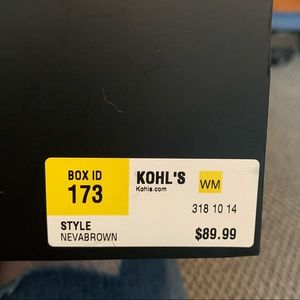 BOX ID
173
KOHL'S
Kohls.com
WM
318 10 14
STYLE
NEVABROWN
$89.99